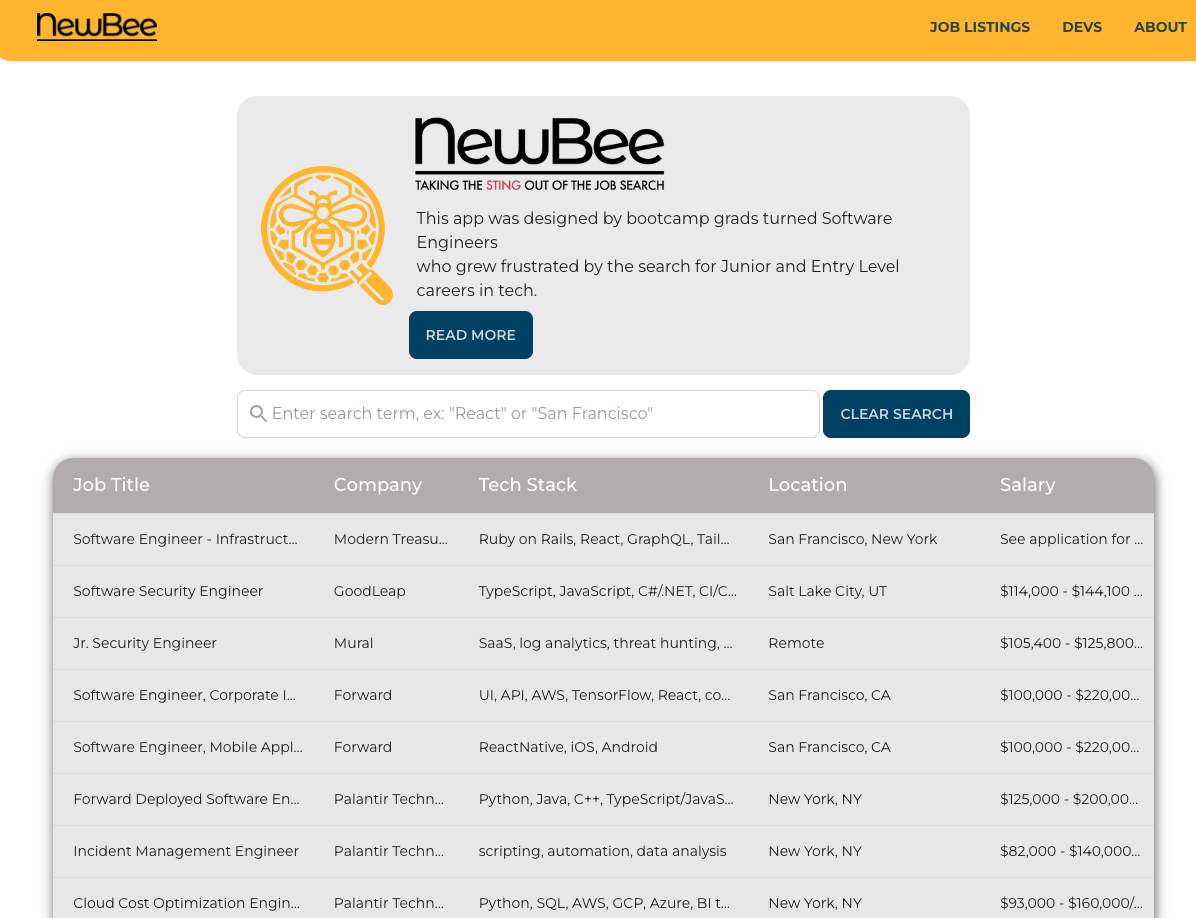 NewBee
JOB LISTINGS DEVS ABOUT
NewBee
TAKING THE STING OUT OF THE JOB SEARCH
This app was designed by bootcamp grads turned Software
Engineers
who grew frustrated by the search for Junior and Entry Level
careers in tech.
READ MORE
Enter search term, ex: "React" or "San Francisco"
CLEAR SEARCH
Job Title Company Tech Stack Location Salary
Software Engineer - Infrastruct... Modern Treasu... Ruby on Rails, React, GraphQL, Tail... San Francisco, New York See application for ...
Software Security Engineer GoodLeap TypeScript, JavaScript, C#/.NET, CI/C... Salt Lake City, UT $114,000 - $144,100 ...
Jr. Security Engineer Mural SaaS, log analytics, threat hunting, ... Remote $105,400 - $125,800...
Software Engineer, Corporate I... Forward UI, API, AWS, TensorFlow, React, co... San Francisco, CA $100,000 - $220,00...
Software Engineer, Mobile Appl... Forward ReactNative, iOS, Android San Francisco, CA $100,000 - $220,00...
Forward Deployed Software En... Palantir Techn... Python, Java, C++, TypeScript/JavaS... New York, NY $125,000 - $200,00...
Incident Management Engineer Palantir Techn... scripting, automation, data analysis New York, NY $82,000 - $140,000...
Cloud Cost Optimization Engin... Palantir Techn... Python, SQL, AWS, GCP, Azure, BI t... New York, NY $93,000 - $160,000/...